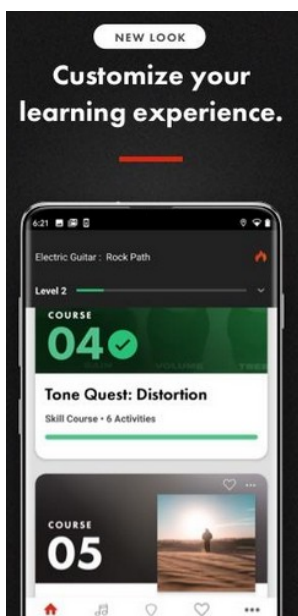 NEW LOOK
Customize your
learning experience.
6:21
Electric Guitar : Rock Path
Level 2
COURSE
04
VOLUME
Tone Quest: Distortion
Skill Course • 6 Activities
COURSE
05